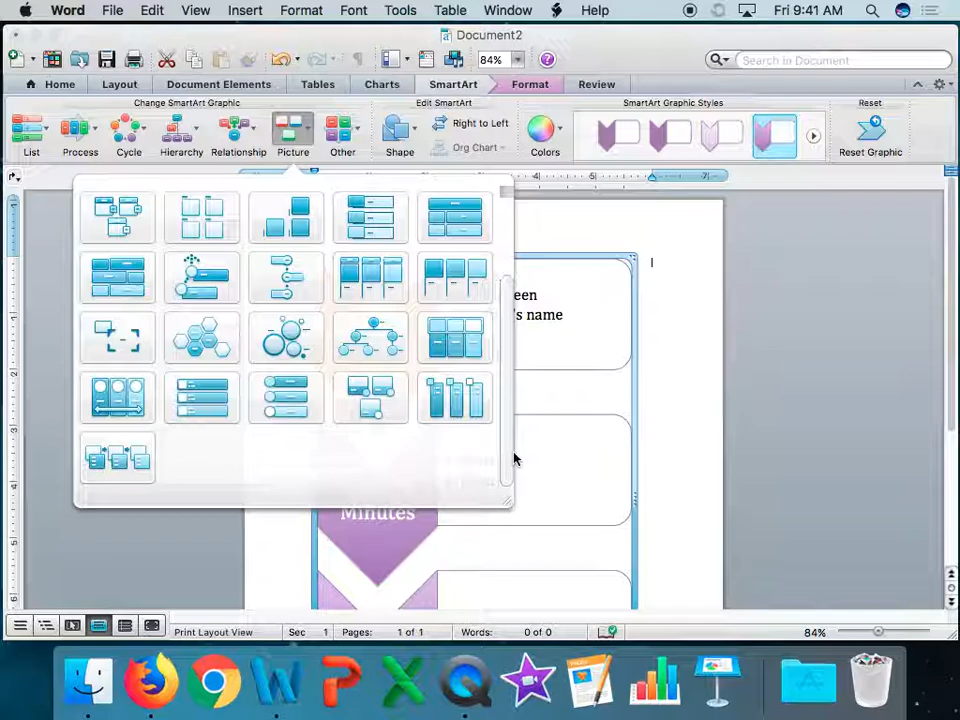 Word File Edit View Insert Format Font Tools Table Window Help Fri 9:41 AM
Document2
84% Search in Document
Home Layout Document Elements Tables Charts SmartArt Format Review
Change SmartArt Graphic Edit SmartArt SmartArt Graphic Styles Reset
Right to Left
Org Chart
List Process Cycle Hierarchy Relationship Picture Other Shape Colors Reset Graphic
een
's name
Minutes
Print Layout View Sec 1 Pages: 1 of 1 Words: 0 of 0 84%